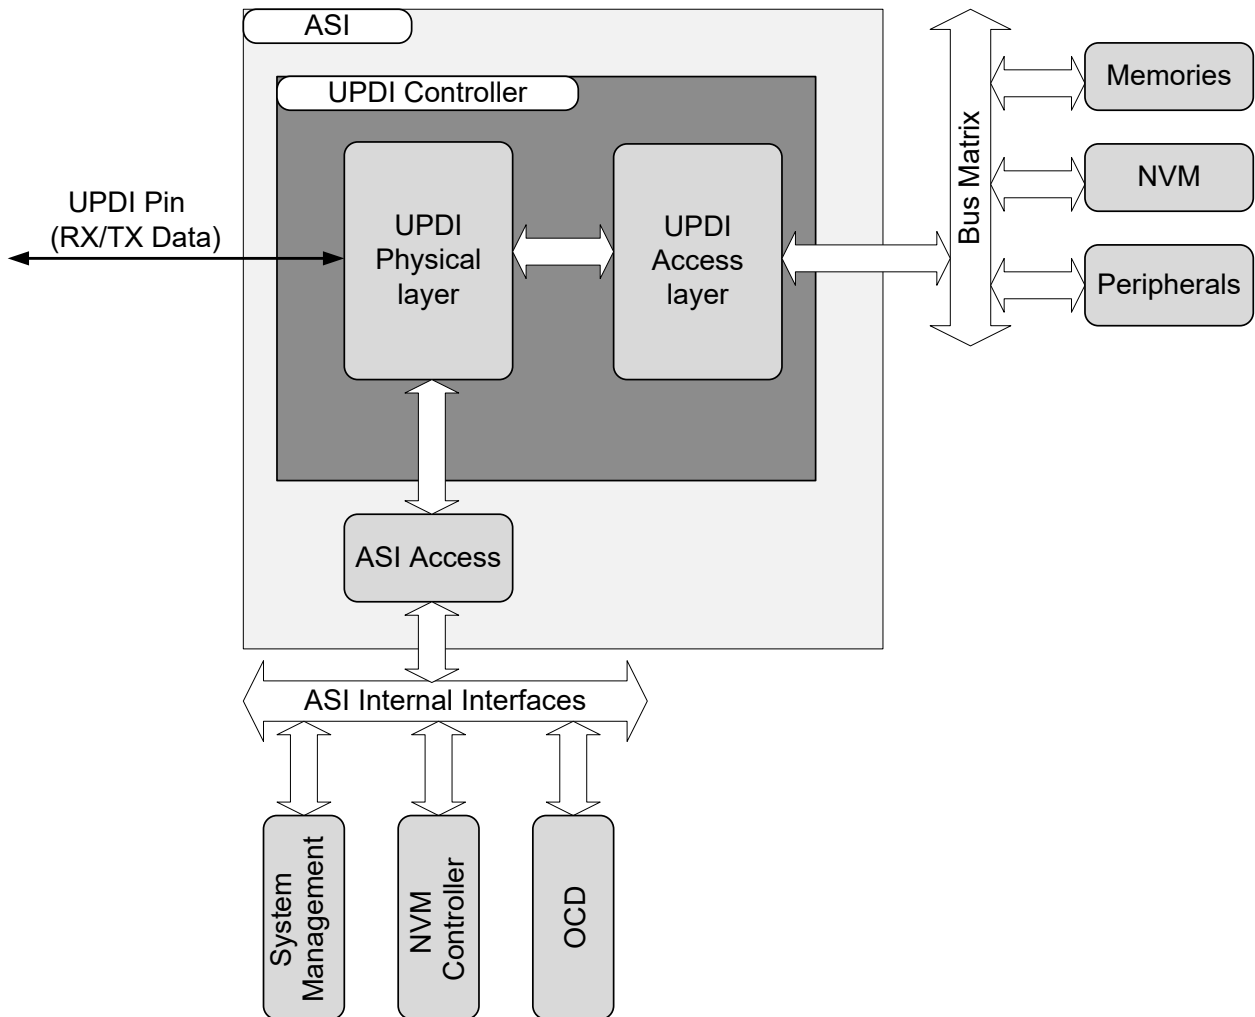 ASI
UPDI Controller
UPDI Pin
(RX/TX Data)
UPDI
Physical
layer
UPDI
Access
layer
Bus Matrix
Memories
NVM
Peripherals
ASI Access
ASI Internal Interfaces
System
Management
NVM
Controller
OCD